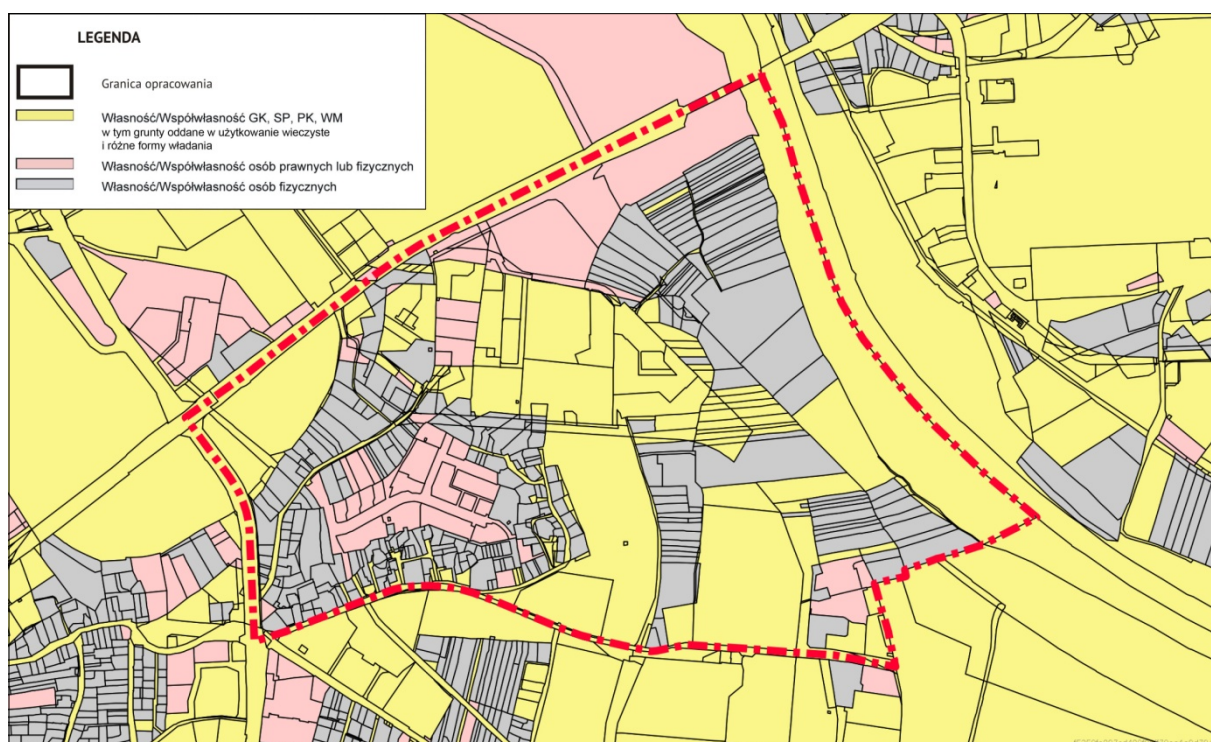 LEGENDA
Granica opracowania
Własność/Współwłasność GK, SP, PK, WM
w tym grunty oddane w użytkowanie wieczyste
i różne formy władania
Własność/Współwłasność osób prawnych lub fizycznych
Własność/Współwłasność osób fizycznych